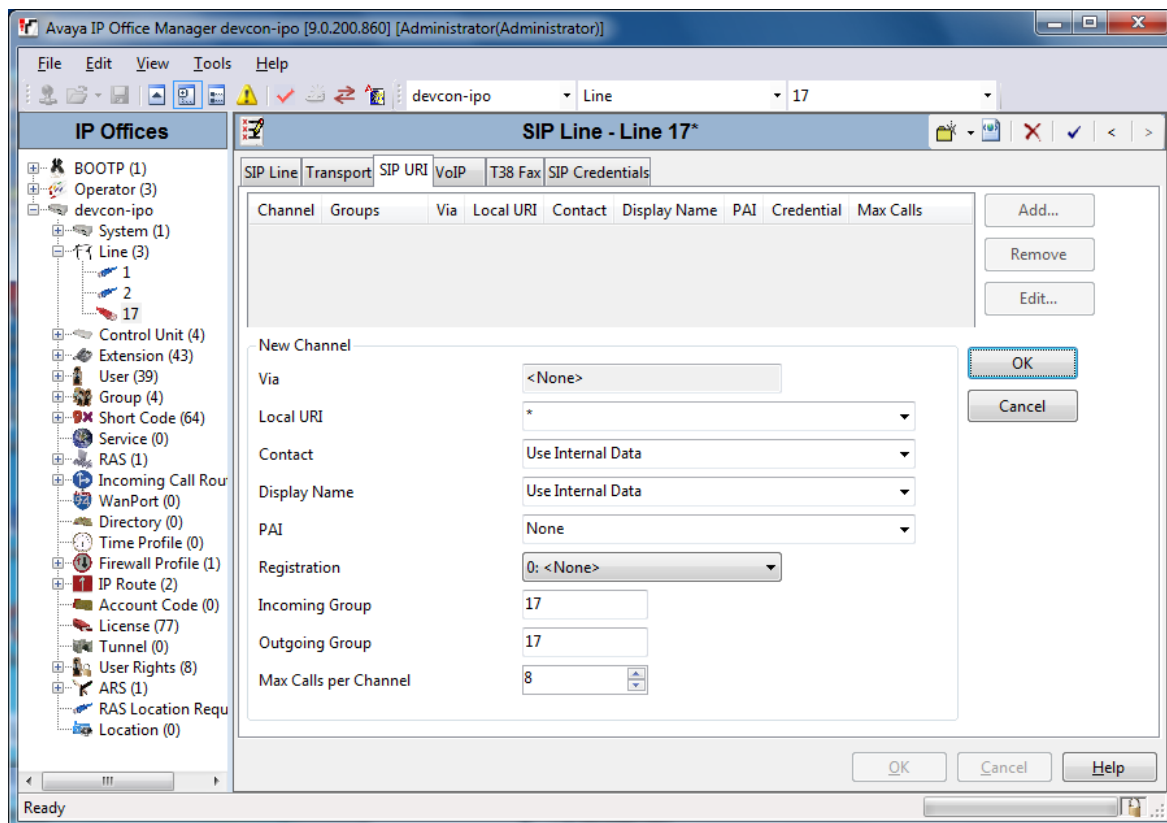 Avaya IP Office Manager devcon-ipo [9.0.200.860] [Administrator(Administrator)]
File Edit View Tools Help
devcon-ipo Line 17
IP Offices
BOOTP (1)
Operator (3)
devcon-ipo
System (1)
Line (3)
1
2
17
Control Unit (4)
Extension (43)
User (39)
Group (4)
Short Code (64)
Service (0)
RAS (1)
Incoming Call Rou
WanPort (0)
Directory (0)
Time Profile (0)
Firewall Profile (1)
IP Route (2)
Account Code (0)
License (77)
Tunnel (0)
User Rights (8)
ARS (1)
RAS Location Requ
Location (0)
SIP Line - Line 17*
SIP Line Transport SIP URI VoIP T38 Fax SIP Credentials
Channel Groups Via Local URI Contact Display Name PAI Credential Max Calls
Add...
Remove
Edit...
New Channel
Via <None>
Local URI *
Contact Use Internal Data
Display Name Use Internal Data
PAI None
Registration 0: <None>
Incoming Group 17
Outgoing Group 17
Max Calls per Channel 8
OK
Cancel
OK Cancel Help
Ready